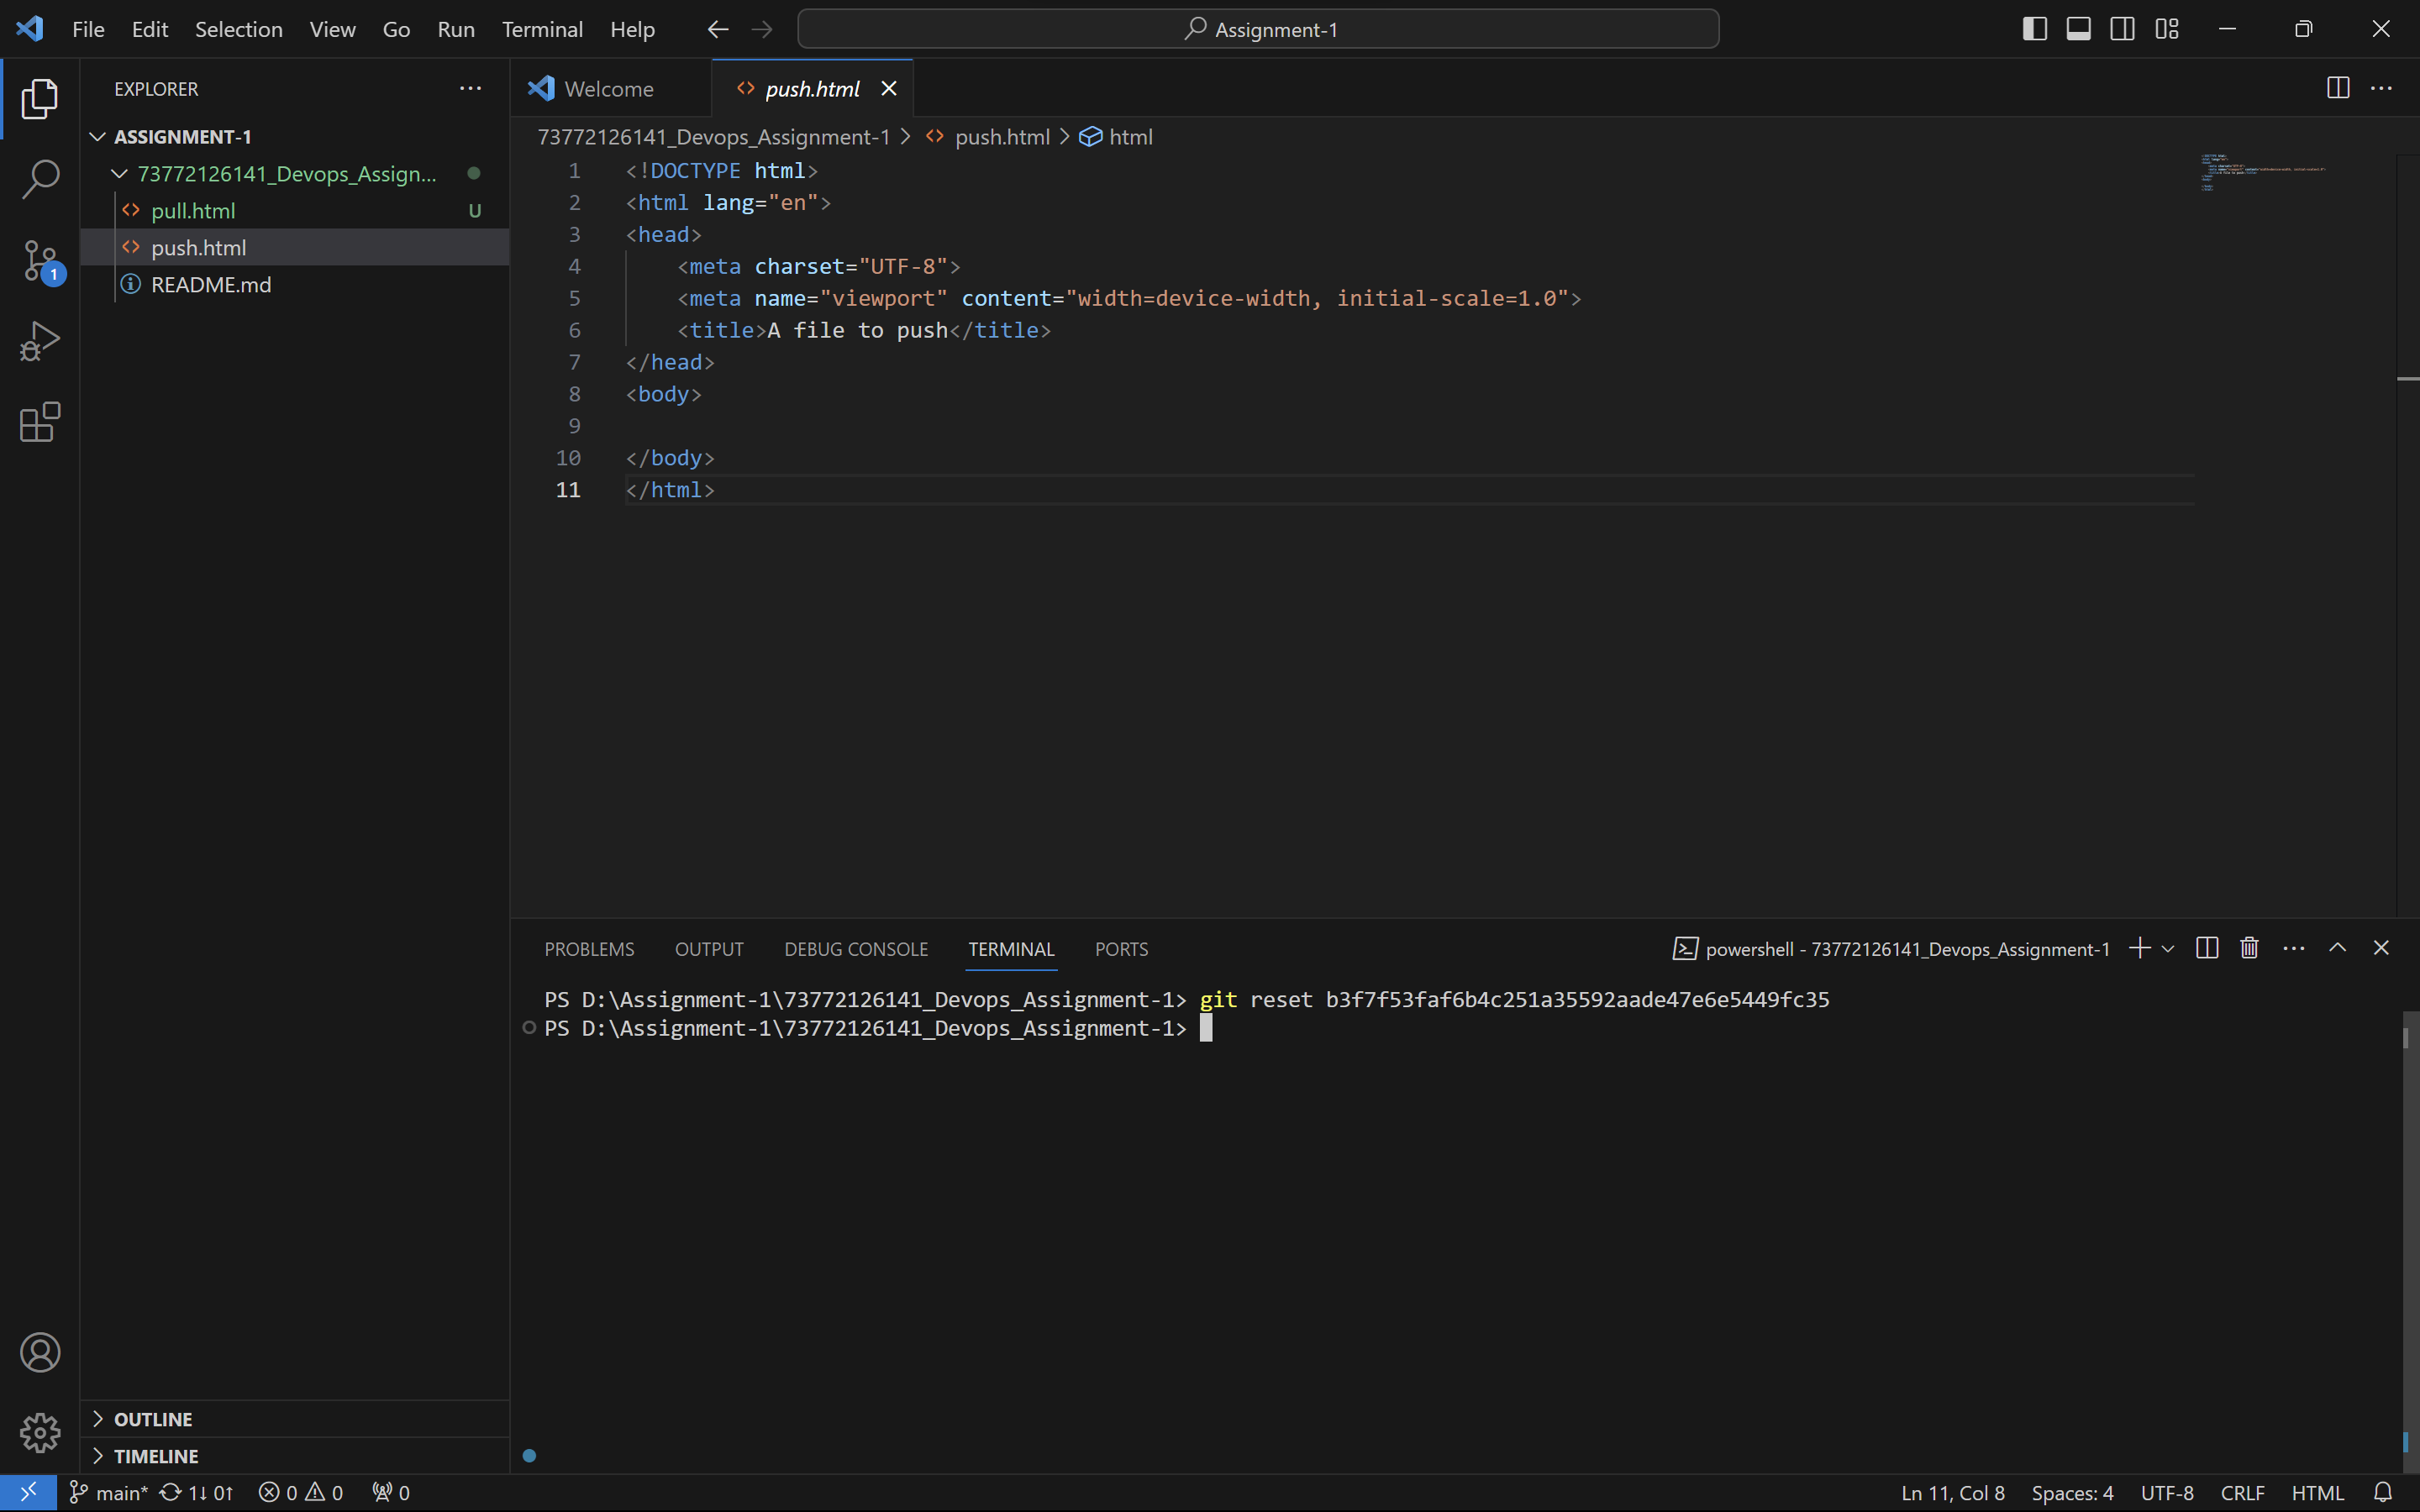 File Edit Selection View Go Run Terminal Help Assignment-1
EXPLORER
ASSIGNMENT-1
73772126141_Devops_Assign...
pull.html U
push.html
README.md
1
OUTLINE
TIMELINE
Welcome push.html
73772126141_Devops_Assignment-1 > push.html > html
1 <!DOCTYPE html>
2 <html lang="en">
3 <head>
4 <meta charset="UTF-8">
5 <meta name="viewport" content="width=device-width, initial-scale=1.0">
6 <title>A file to push</title>
7 </head>
8 <body>
9
10 </body>
11 </html>
PROBLEMS OUTPUT DEBUG CONSOLE TERMINAL PORTS powershell - 73772126141_Devops_Assignment-1
PS D:\Assignment-1\73772126141_Devops_Assignment-1> git reset b3f7f53faf6b4c251a35592aade47e6e5449fc35
PS D:\Assignment-1\73772126141_Devops_Assignment-1>
main* 1↓ 0↑ 0 0 0 Ln 11, Col 8 Spaces: 4 UTF-8 CRLF HTML